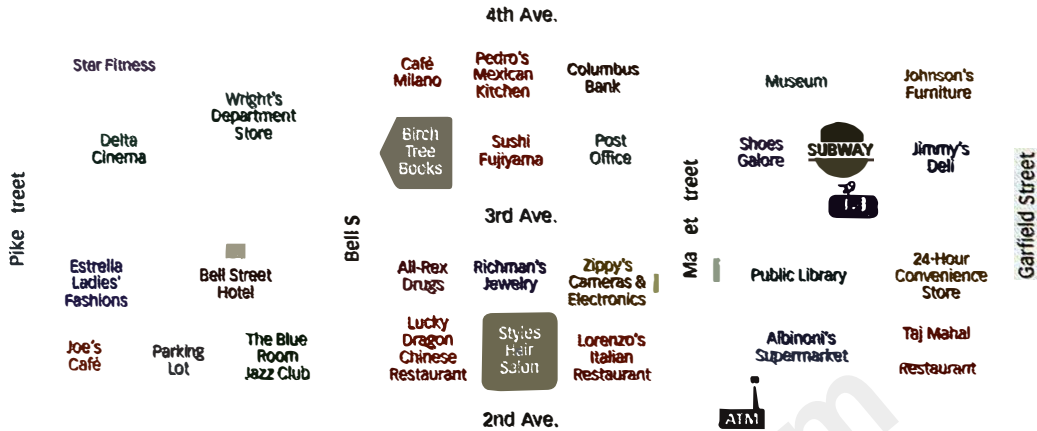 4th Ave.
Star Fitness
Wright's
Department
Store
Delta
Cinema
Café
Milano
Pedro's
Mexican
Kitchen
Columbus
Bank
Birch
Tree
Books
Sushi
Fujiyama
Post
Office
Museum
Johnson's
Furniture
Shoes
Galore
SUBWAY
Jimmy's
Deli
Pike treet
Bell S
3rd Ave.
Ma et treet
Garfield Street
Estrella
Ladies'
Fashions
Bell Street
Hotel
Joe's
Café
Parking
Lot
The Blue
Room
Jazz Club
All-Rex
Drugs
Richman's
Jewelry
Zippy's
Cameras &
Electronics
Lucky
Dragon
Chinese
Restaurant
Styles
Hair
Salon
Lorenzo's
Italian
Restaurant
Public Library
24-Hour
Convenience
Store
Albinoni's
Supermarket
Taj Mahal
Restaurant
ATM
2nd Ave.